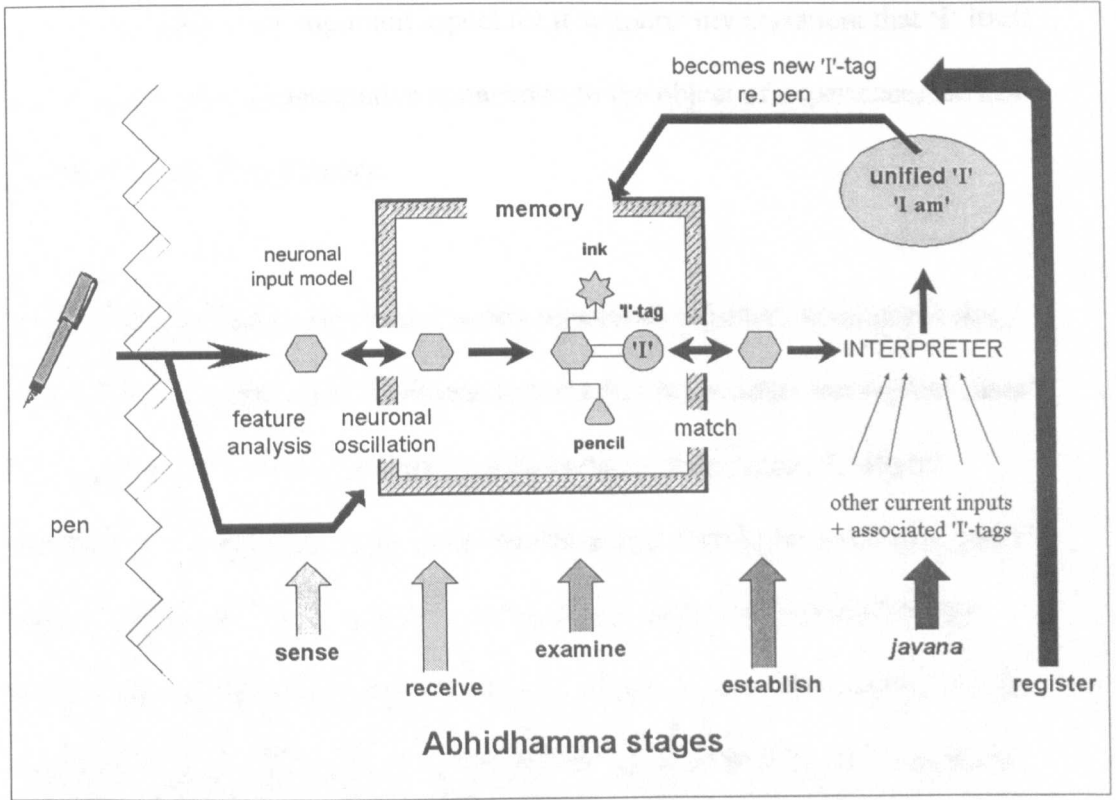 becomes new 'I'-tag
re. pen
unified 'I'
'I am'
memory
neuronal
input model
ink
'I'-tag
'I'
INTERPRETER
feature
analysis
neuronal
oscillation
pencil
match
pen
other current inputs
+ associated 'I'-tags
sense
receive
examine
establish
javana
register
Abhidhamma stages